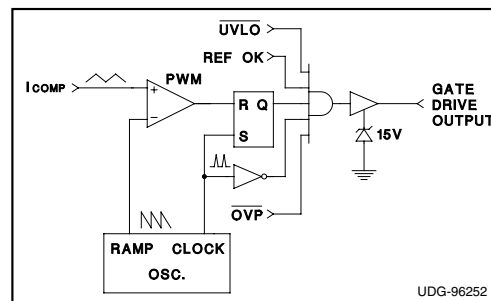 UVLO
REF OK
ICOMP
PWM
+
−
R Q
S
GATE
DRIVE
OUTPUT
15V
OVP
RAMP CLOCK
OSC.
UDG-96252